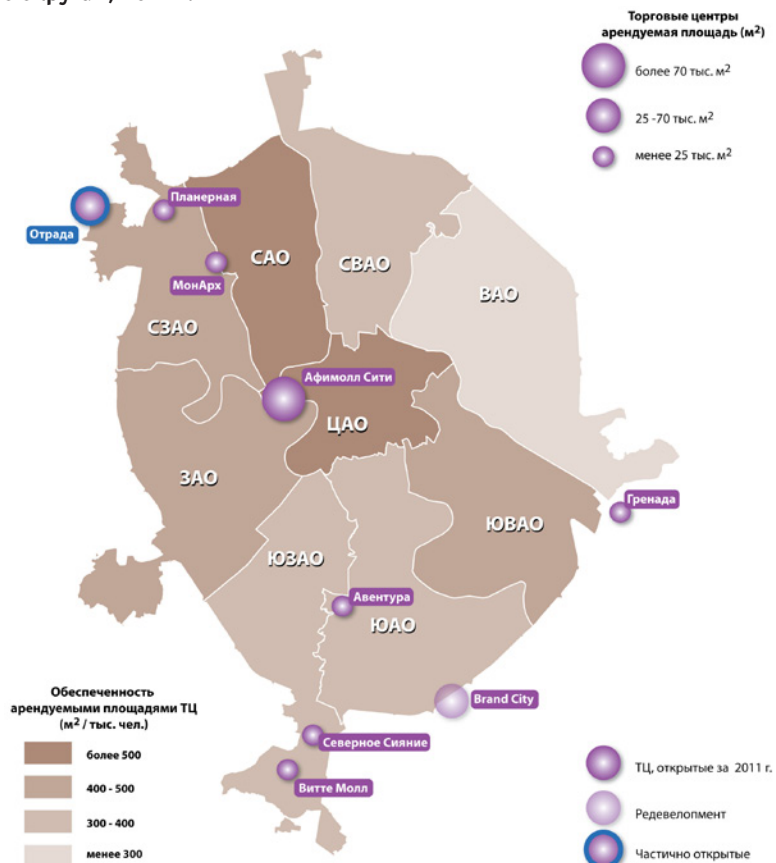 Торговые центры
арендуемая площадь (м²)
более 70 тыс. м²
25 -70 тыс. м²
менее 25 тыс. м²
Планерная
Отрада
САО
СВАО
МонАрх
ВАО
СЗАО
Афимолл Сити
ЦАО
ЗАО
Гренада
ЮВАО
ЮЗАО
Авентура
ЮАО
Brand City
Северное Сияние
Витте Молл
Обеспеченность
арендуемыми площадями ТЦ
(м² / тыс. чел.)
более 500
400 - 500
300 - 400
менее 300
ТЦ, открытые за 2011 г.
Редевелопмент
Частично открытые